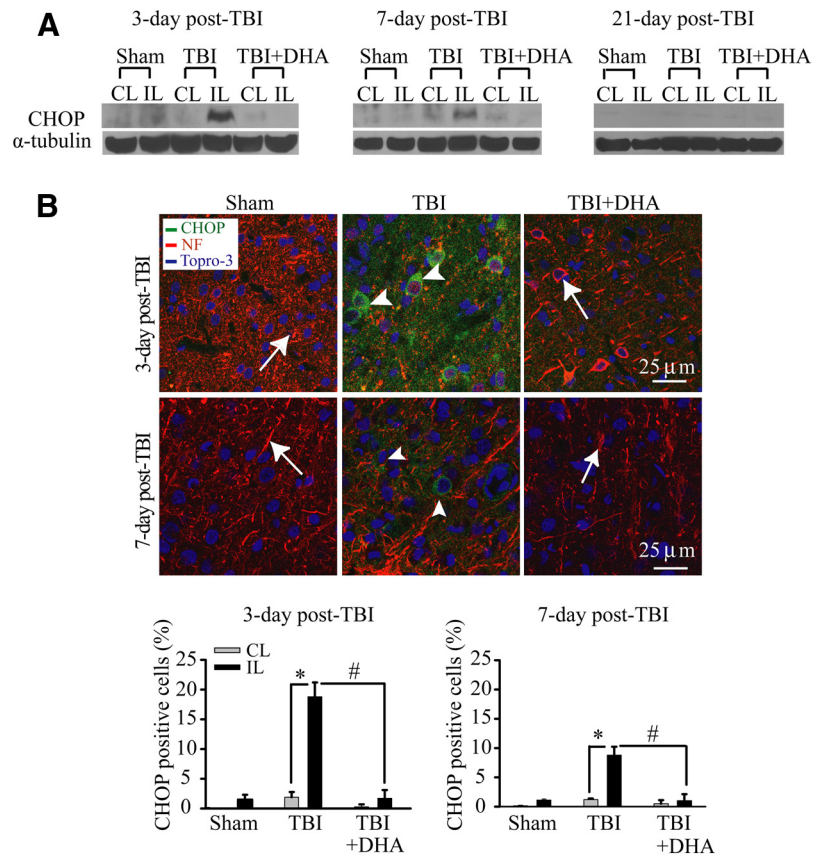 A
3-day post-TBI 7-day post-TBI 21-day post-TBI
Sham TBI TBI+DHA Sham TBI TBI+DHA Sham TBI TBI+DHA
CL IL CL IL CL IL CL IL CL IL CL IL CL IL CL IL CL IL
CHOP
α-tubulin
B
Sham TBI TBI+DHA
CHOP
NF
Topro-3
3-day post-TBI
25 µm
7-day post-TBI
25 µm
3-day post-TBI
CHOP positive cells (%)
25
20
15
10
5
0
CL
IL
* #
Sham TBI TBI
+DHA
7-day post-TBI
CHOP positive cells (%)
25
20
15
10
5
0
* #
Sham TBI TBI
+DHA